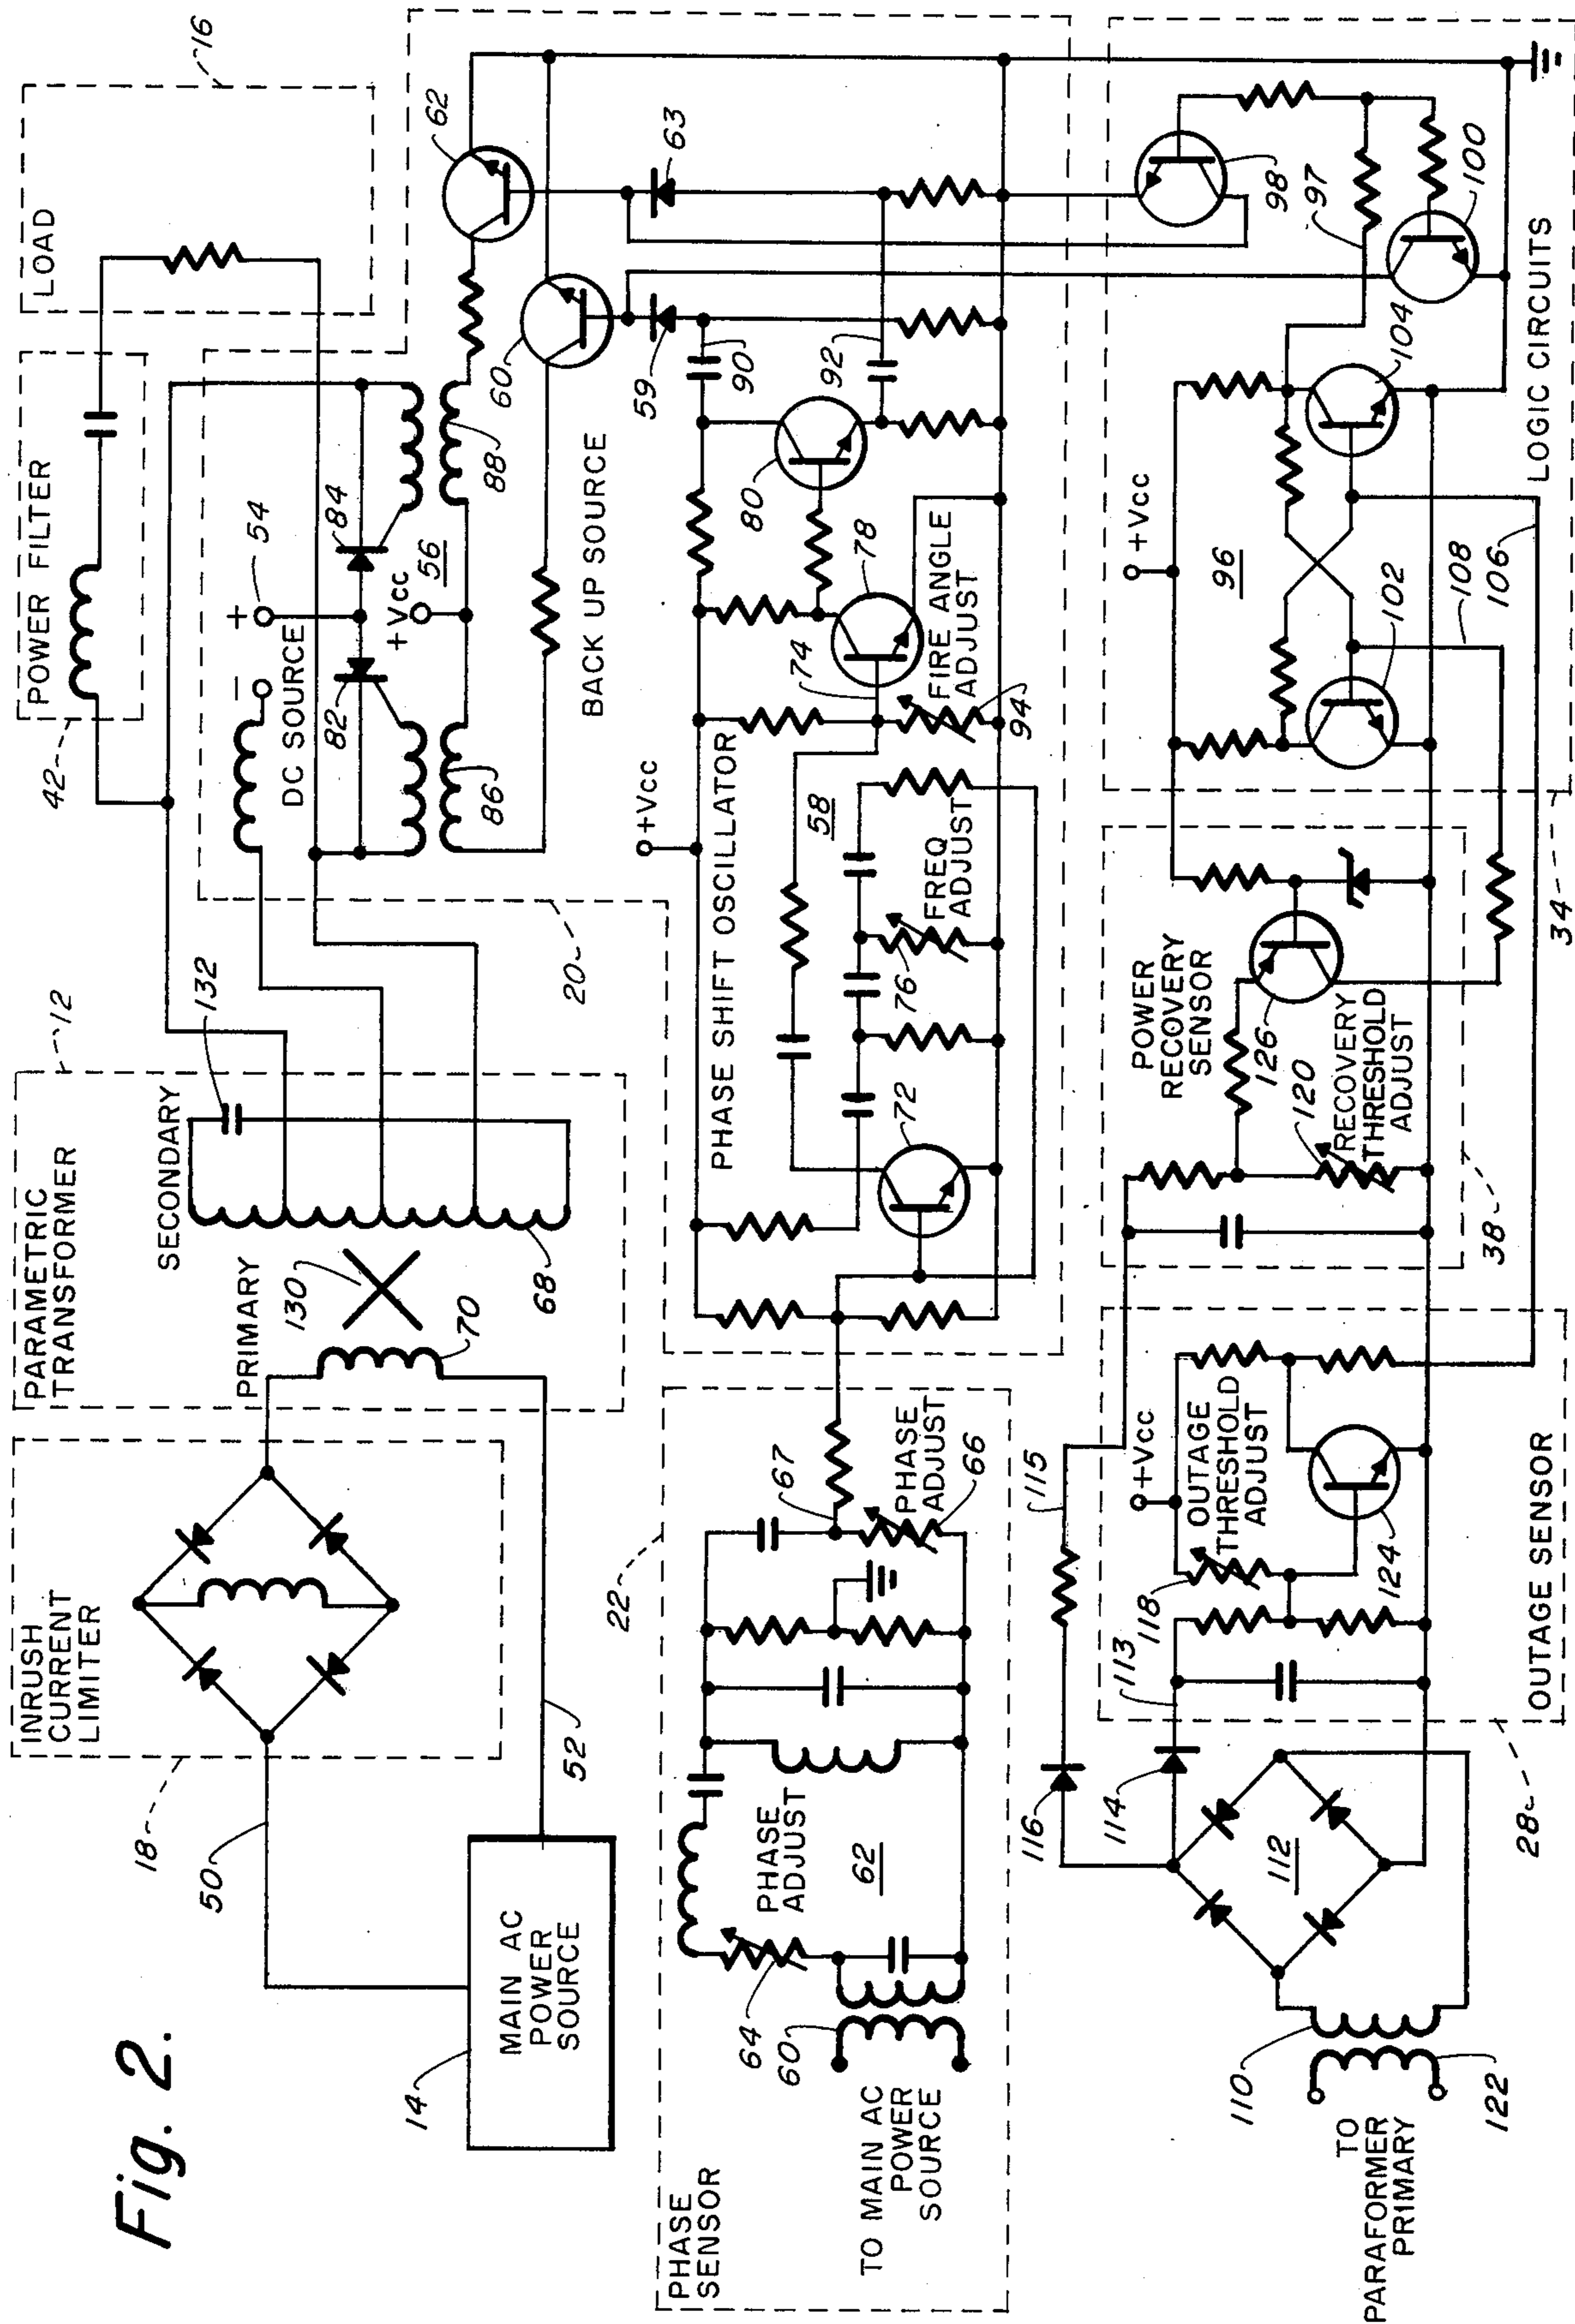 Fig. 2.
INRUSH
CURRENT
LIMITER
18
50
52
14
MAIN AC
POWER
SOURCE
PARAMETRIC
TRANSFORMER
12
PRIMARY
SECONDARY
130
132
70
68
POWER FILTER
42
LOAD
16
DC SOURCE
−
+
54
82
84
+Vcc
56
86
88
20
BACK UP SOURCE
60
62
59
63
PHASE
SENSOR
22
TO MAIN AC
POWER
SOURCE
60
64
PHASE
ADJUST
62
67
PHASE
ADJUST
66
PHASE SHIFT OSCILLATOR
+Vcc
72
76
FREQ
ADJUST
58
74
78
FIRE ANGLE
ADJUST
94
80
90
92
TO
PARAFORMER
PRIMARY
110
122
112
116
114
115
113
28
OUTAGE SENSOR
+Vcc
118
OUTAGE
THRESHOLD
ADJUST
124
38
POWER
RECOVERY
SENSOR
126
120
RECOVERY
THRESHOLD
ADJUST
34
LOGIC CIRCUITS
+Vcc
96
102
104
108
106
97
98
100